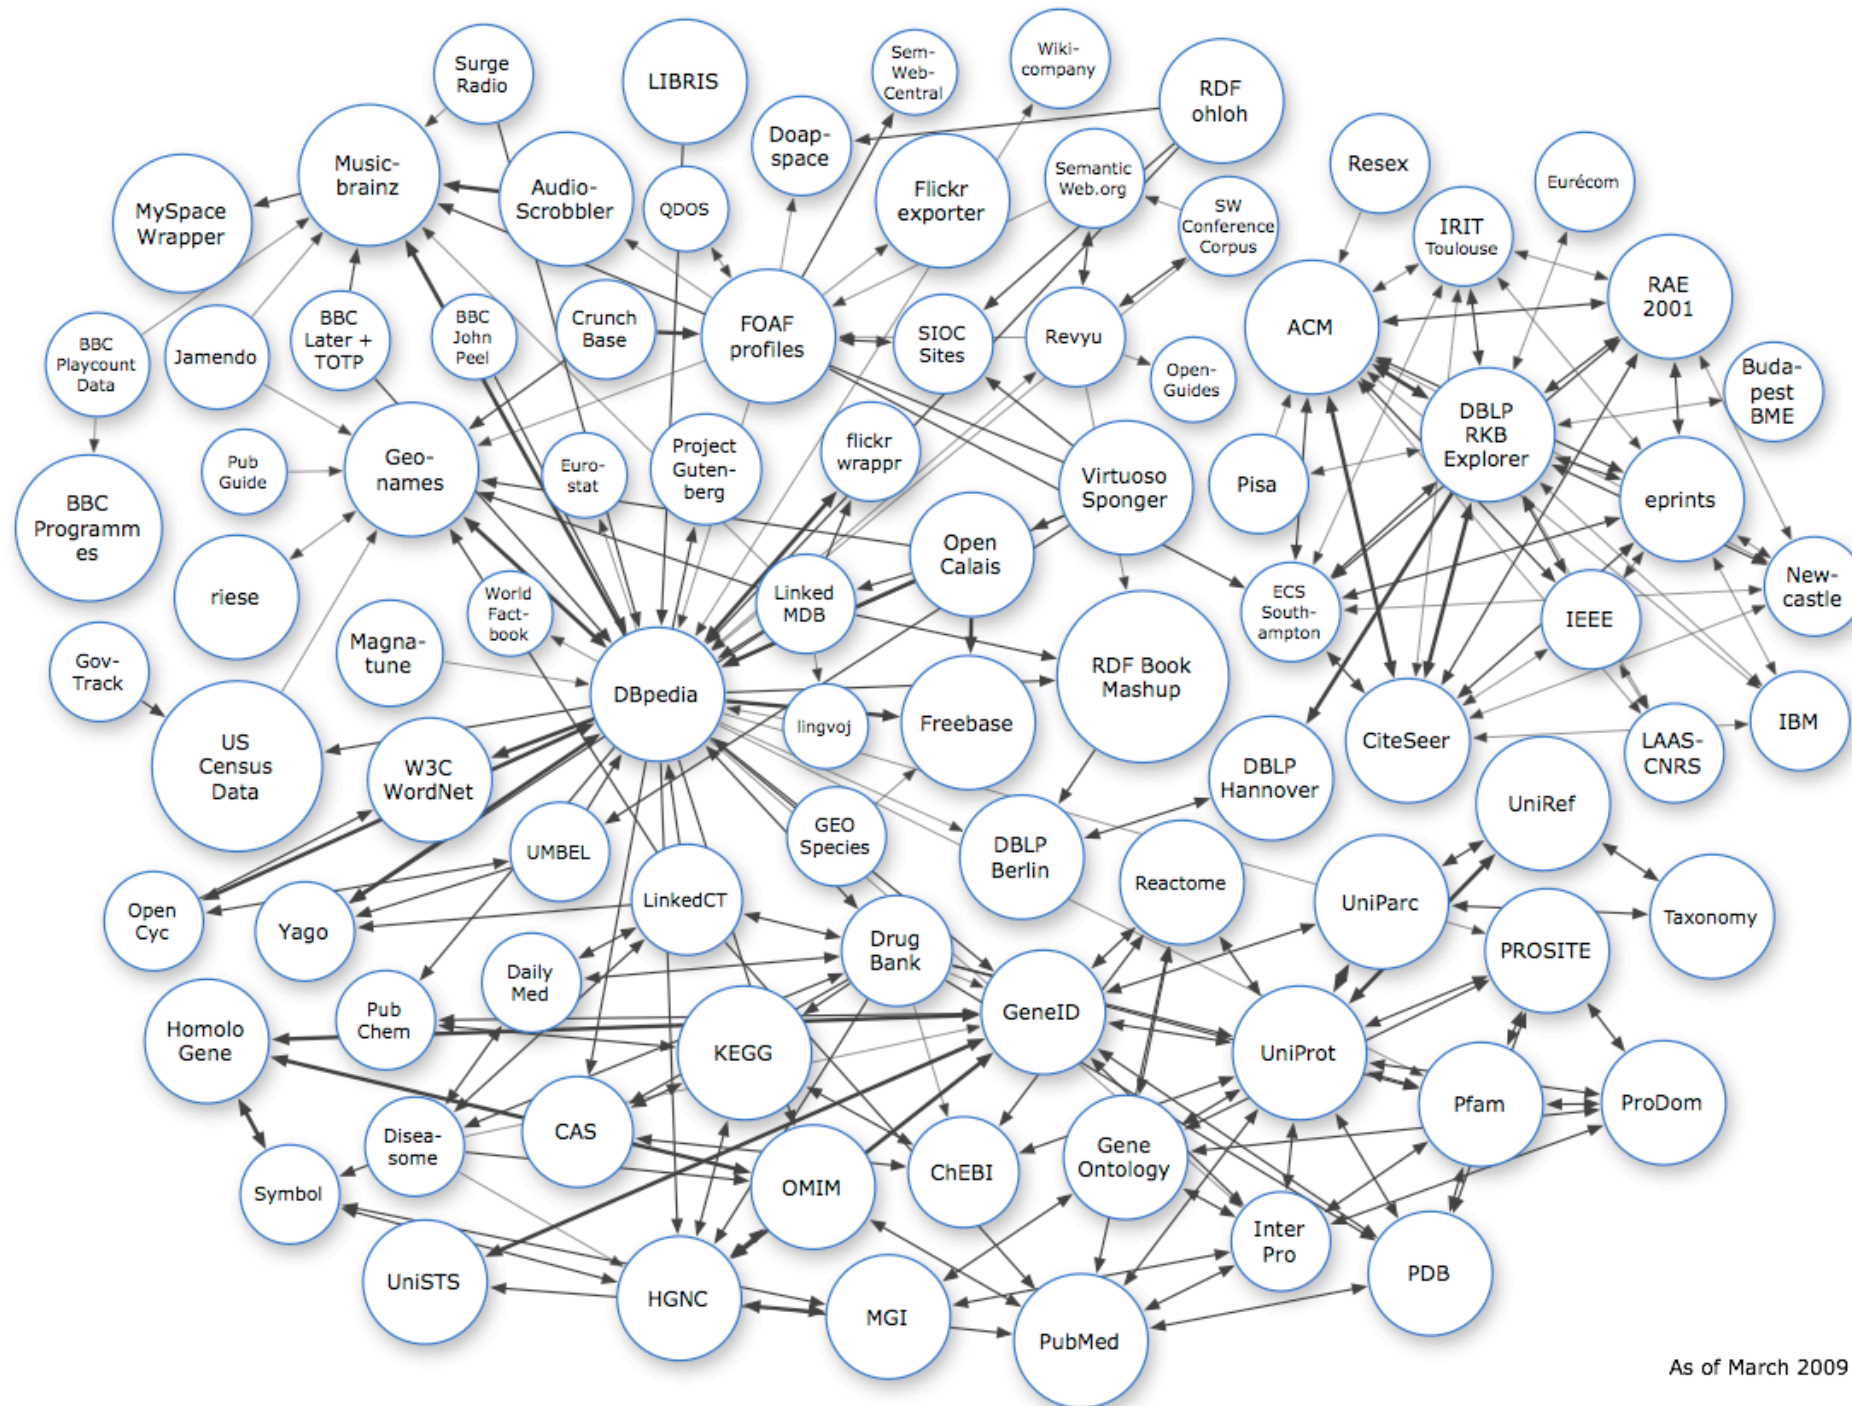 Surge
Radio
LIBRIS
Sem-
Web-
Central
Wiki-
company
RDF
ohloh
Music-
brainz
Doap-
space
MySpace
Wrapper
Audio-
Scrobbler
QDOS
Flickr
exporter
Semantic
Web.org
SW
Conference
Corpus
Resex
Eurécom
IRIT
Toulouse
RAE
2001
ACM
BBC
Playcount
Data
Jamendo
BBC
Later +
TOTP
BBC
John
Peel
Crunch
Base
FOAF
profiles
SIOC
Sites
Revyu
Open-
Guides
Buda-
pest
BME
DBLP
RKB
Explorer
Pub
Guide
Geo-
names
Euro-
stat
Project
Guten-
berg
flickr
wrappr
Virtuoso
Sponger
Pisa
eprints
BBC
Programm
es
Open
Calais
riese
World
Fact-
book
Linked
MDB
ECS
South-
ampton
IEEE
New-
castle
Magna-
tune
Gov-
Track
DBpedia
RDF Book
Mashup
lingvoj
Freebase
US
Census
Data
W3C
WordNet
DBLP
Hannover
CiteSeer
LAAS-
CNRS
IBM
UniRef
UMBEL
GEO
Species
DBLP
Berlin
Reactome
UniParc
Taxonomy
Open
Cyc
Yago
LinkedCT
Drug
Bank
PROSITE
Daily
Med
Pub
Chem
Homolo
Gene
KEGG
GeneID
UniProt
Pfam
ProDom
Disea-
some
CAS
Gene
Ontology
Symbol
OMIM
ChEBI
Inter
Pro
UniSTS
HGNC
MGI
PubMed
PDB
As of March 2009